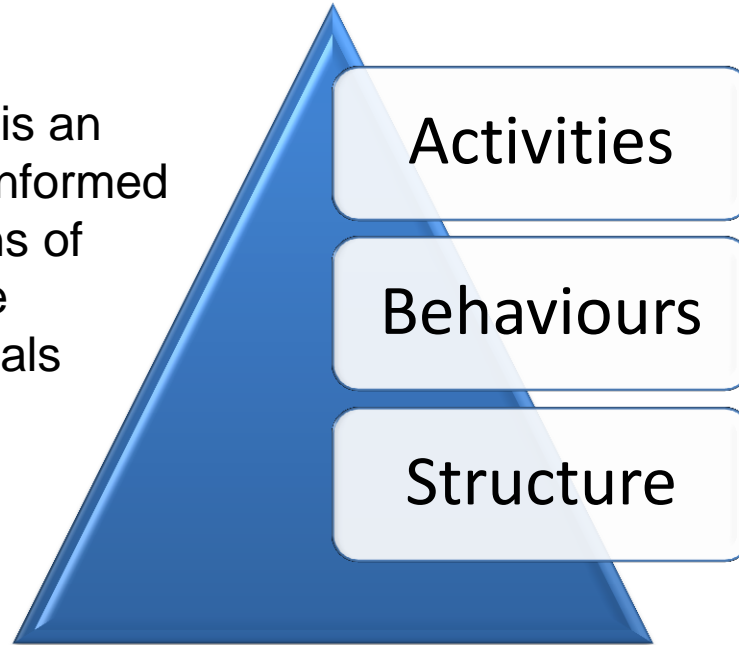 is an
nformed
ns of
e
als
Activities
Behaviours
Structure